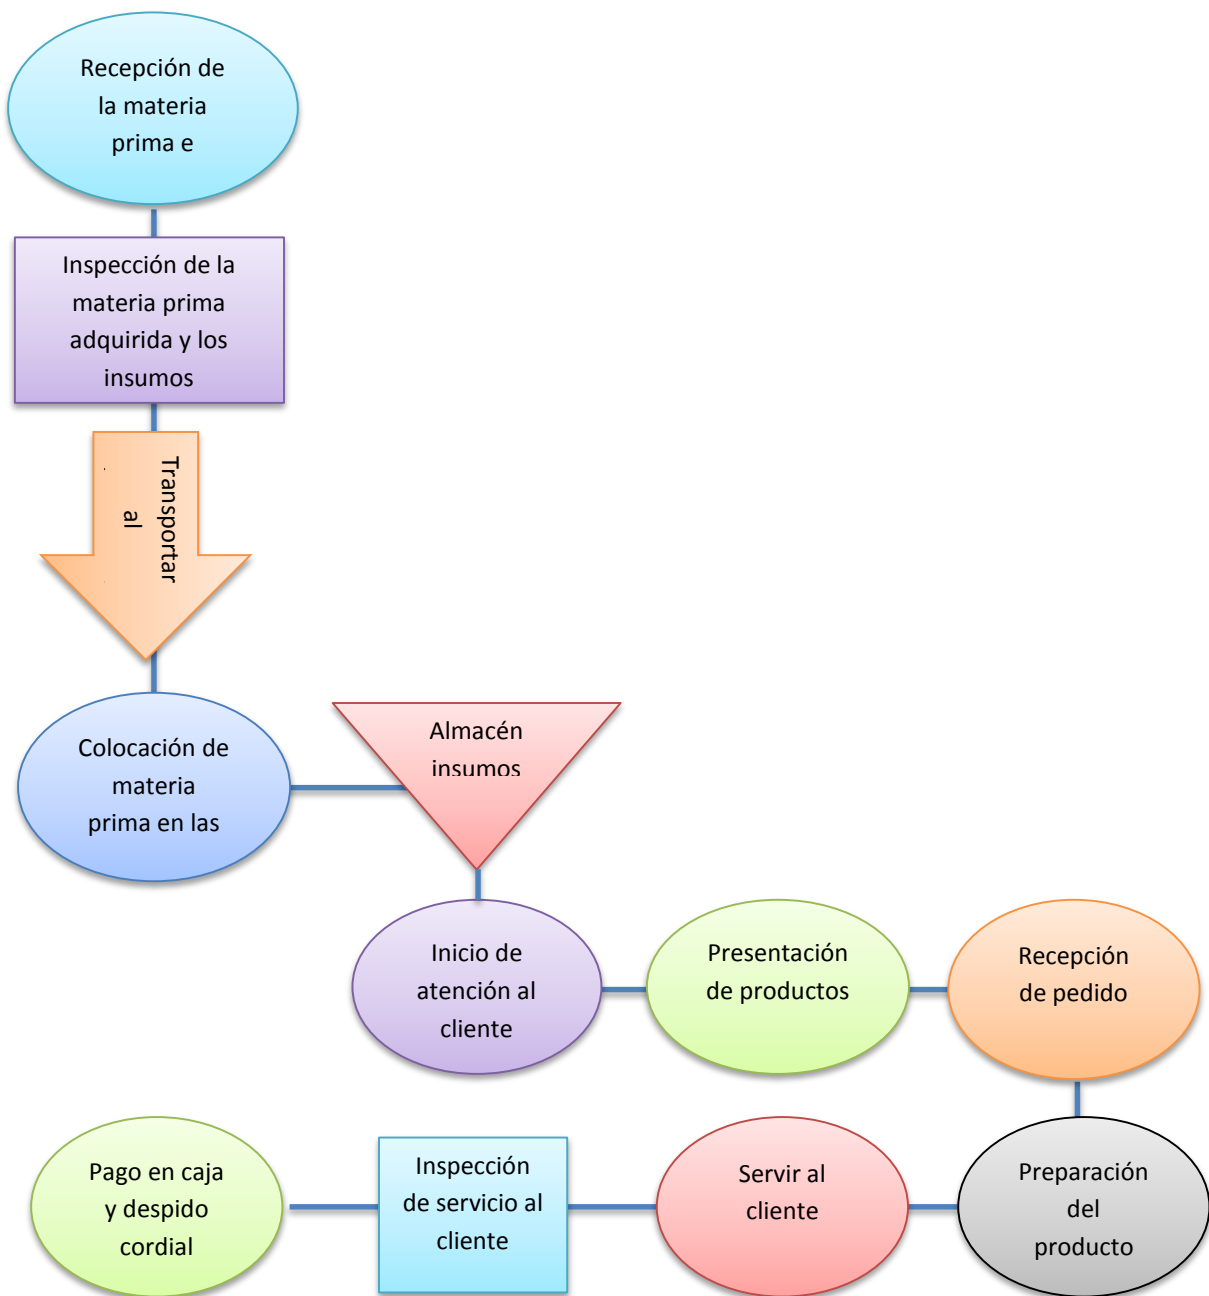 Recepción de
la materia
prima e
Inspección de la
materia prima
adquirida y los
insumos
Transportar
al
Colocación de
materia
prima en las
Almacén
insumos
Inicio de
atención al
cliente
Presentación
de productos
Recepción
de pedido
Preparación
del
producto
Servir al
cliente
Inspección
de servicio al
cliente
Pago en caja
y despido
cordial